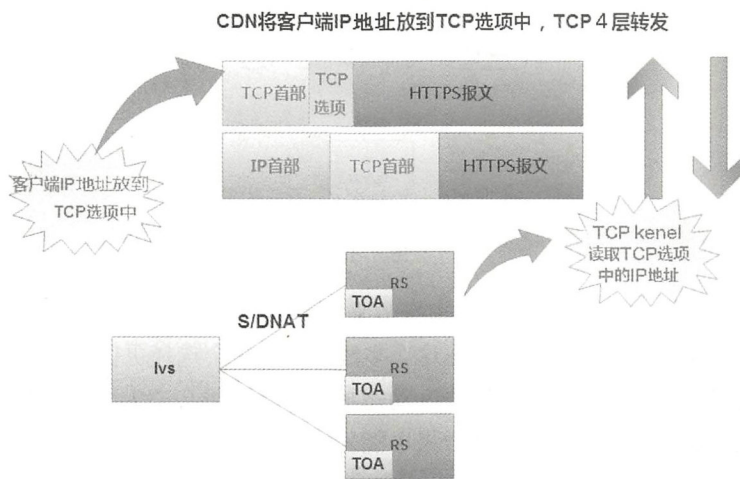 CDN将客户端IP地址放到TCP选项中，TCP 4层转发
TCP首部
TCP
选项
HTTPS报文
IP首部
TCP首部
HTTPS报文
客户端IP地址放到
TCP选项中
TCP kenel
读取TCP选项
中的IP地址
S/DNAT
lvs
RS
TOA
RS
TOA
RS
TOA